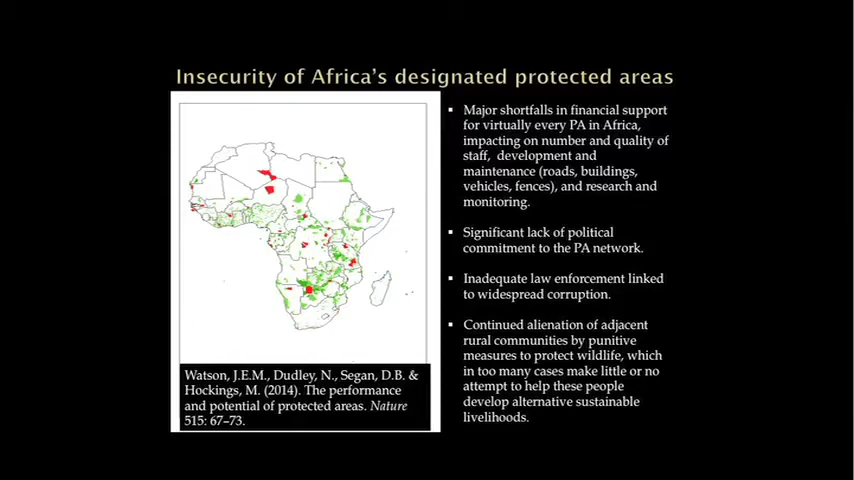 Insecurity of Africa's designated protected areas
▪ Major shortfalls in financial support
for virtually every PA in Africa,
impacting on number and quality of
staff, development and
maintenance (roads, buildings,
vehicles, fences), and research and
monitoring.
▪ Significant lack of political
commitment to the PA network.
▪ Inadequate law enforcement linked
to widespread corruption.
▪ Continued alienation of adjacent
rural communities by punitive
measures to protect wildlife, which
in too many cases make little or no
attempt to help these people
develop alternative sustainable
livelihoods.
Watson, J.E.M., Dudley, N., Segan, D.B. &
Hockings, M. (2014). The performance
and potential of protected areas. Nature
515: 67–73.